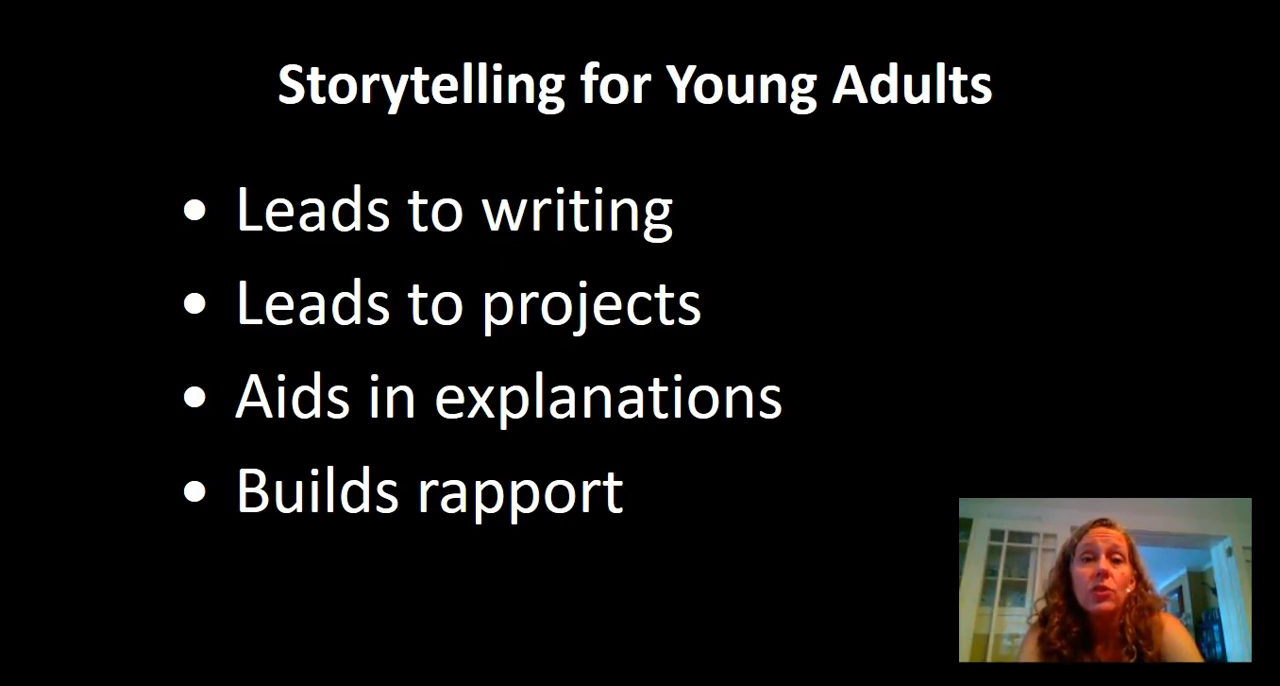 Storytelling for Young Adults
• Leads to writing
• Leads to projects
• Aids in explanations
• Builds rapport